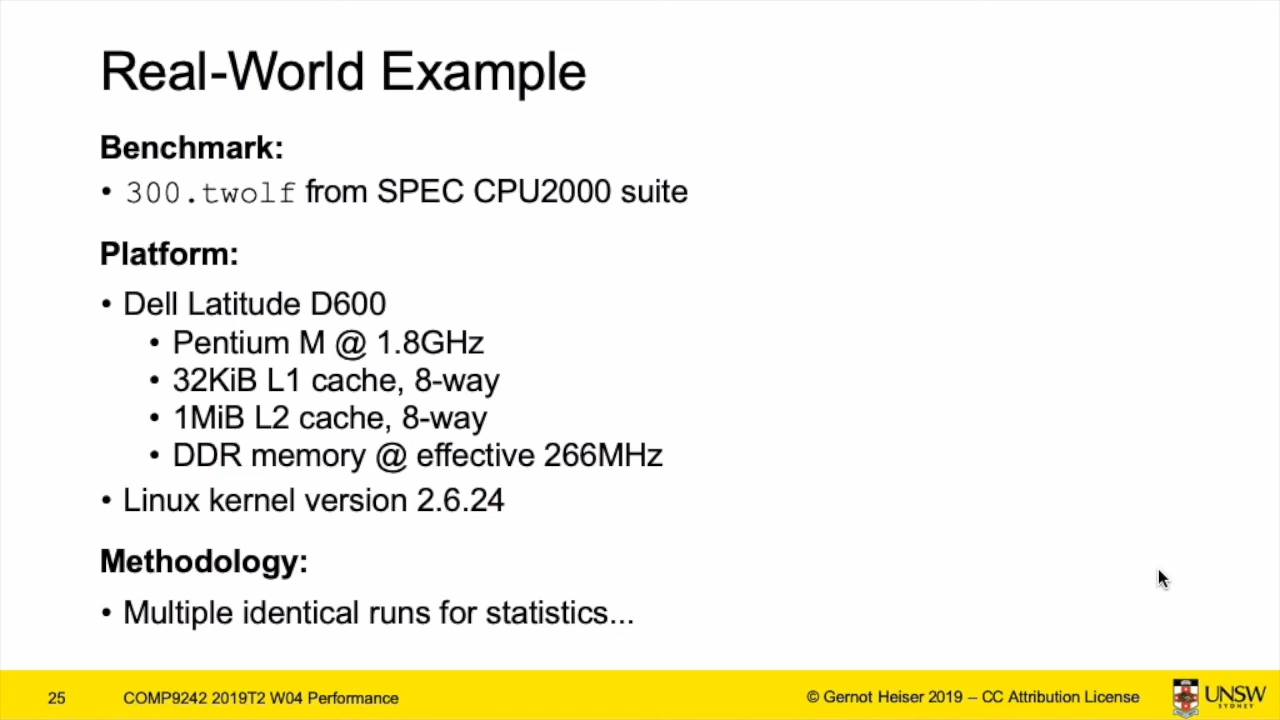 Real-World Example
Benchmark:
• 300.twolf from SPEC CPU2000 suite
Platform:
• Dell Latitude D600
• Pentium M @ 1.8GHz
• 32KiB L1 cache, 8-way
• 1MiB L2 cache, 8-way
• DDR memory @ effective 266MHz
• Linux kernel version 2.6.24
Methodology:
• Multiple identical runs for statistics...
25 COMP9242 2019T2 W04 Performance © Gernot Heiser 2019 – CC Attribution License UNSW
SYDNEY